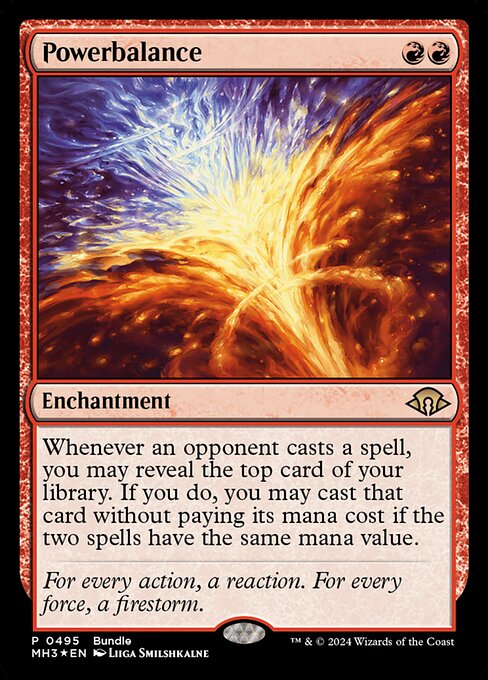 Powerbalance
Enchantment
Whenever an opponent casts a spell,
you may reveal the top card of your
library. If you do, you may cast that
card without paying its mana cost if the
two spells have the same mana value.
For every action, a reaction. For every
force, a firestorm.
P 0495 Bundle
MH3★EN LIIGA SMILSHKALNE
™ & © 2024 Wizards of the Coast